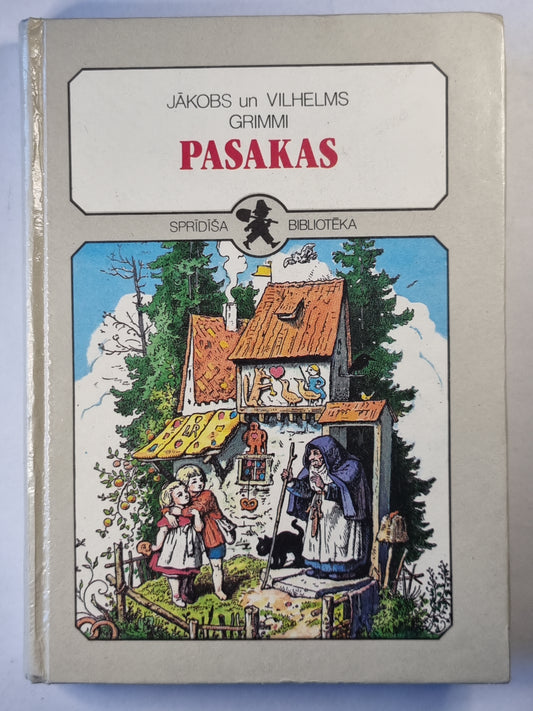 JĀKOBS un VILHELMS
GRIMMI
PASAKAS
SPRĪDĪŠA BIBLIOTĒKA